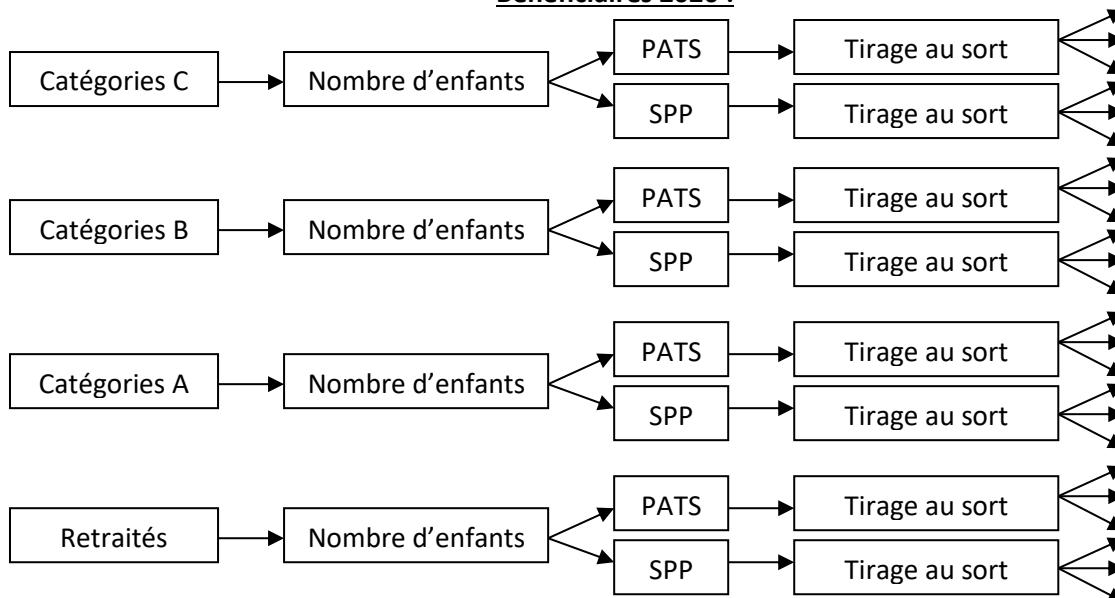 Bénéficiaires 2020 :
PATS
Tirage au sort
Catégories C
Nombre d'enfants
SPP
Tirage au sort
PATS
Tirage au sort
Catégories B
Nombre d'enfants
SPP
Tirage au sort
PATS
Tirage au sort
Catégories A
Nombre d'enfants
SPP
Tirage au sort
PATS
Tirage au sort
Retraités
Nombre d'enfants
SPP
Tirage au sort